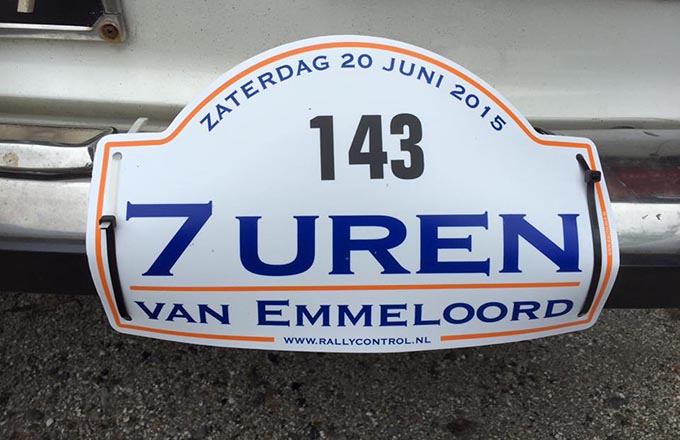 ZATERDAG 20 JUNI 2015
143
7 UREN
VAN EMMELOORD
WWW.RALLYCONTROL.NL